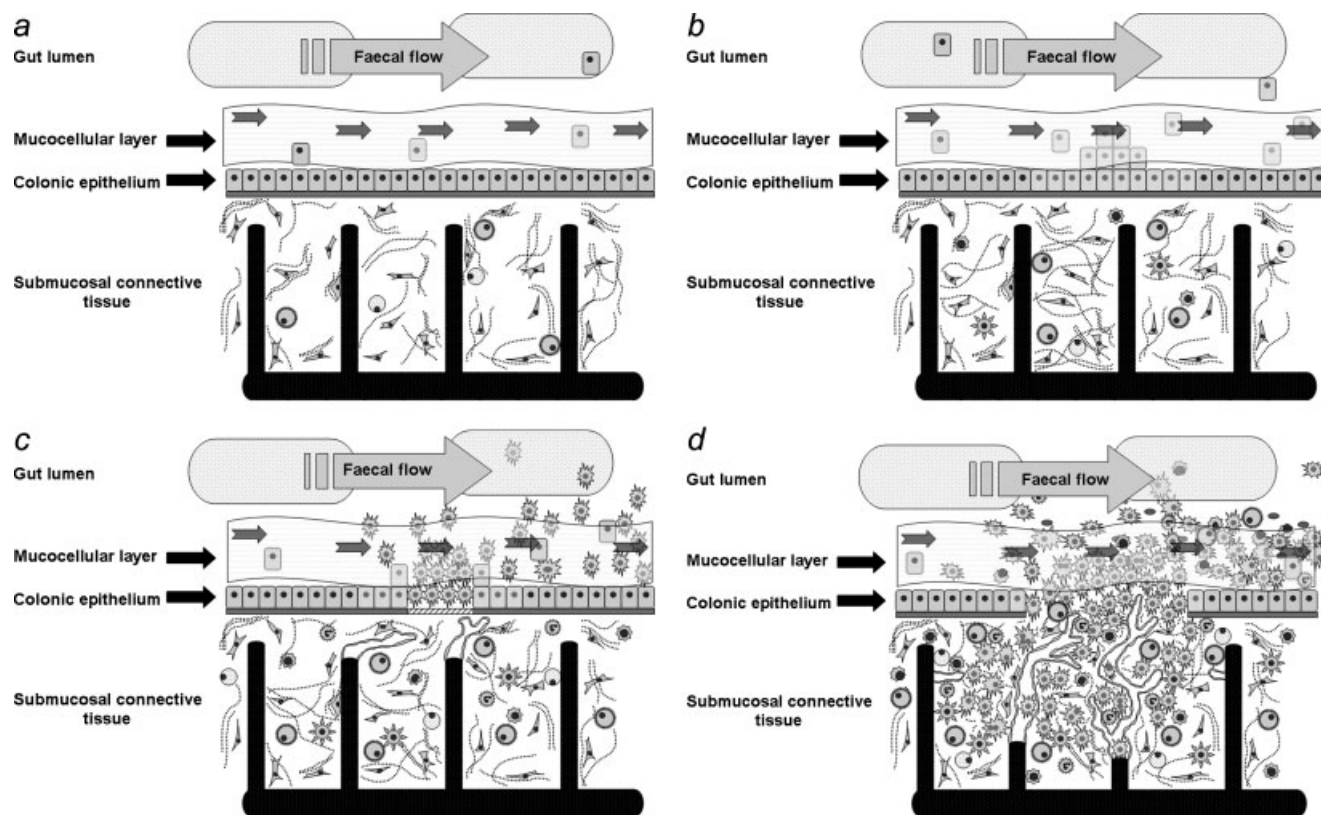 a
Gut lumen
Faecal flow
Mucocellular layer
Colonic epithelium
Submucosal connective
tissue
b
Gut lumen
Faecal flow
Mucocellular layer
Colonic epithelium
Submucosal connective
tissue
c
Gut lumen
Faecal flow
Mucocellular layer
Colonic epithelium
G
G
G
Submucosal connective
tissue
d
Gut lumen
Faecal flow
Mucocellular layer
Colonic epithelium
G
G
G
Submucosal connective
tissue
G
G
G